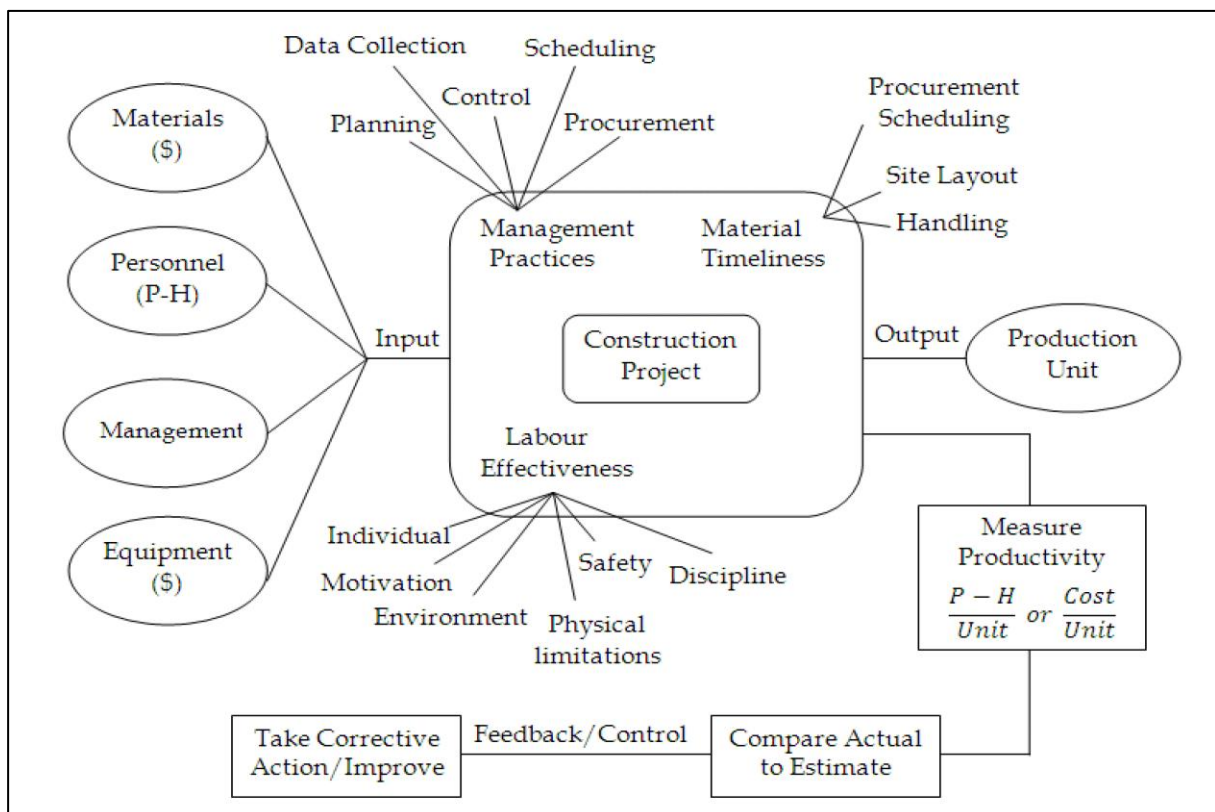 Data Collection
Scheduling
Control
Planning
Procurement
Procurement
Scheduling
Site Layout
Handling
Materials
($)
Personnel
(P-H)
Management
Equipment
($)
Input
Management
Practices
Material
Timeliness
Construction
Project
Labour
Effectiveness
Output
Production
Unit
Individual
Motivation
Environment
Physical
limitations
Safety
Discipline
Measure
Productivity
P − H / Unit or Cost / Unit
Compare Actual
to Estimate
Feedback/Control
Take Corrective
Action/Improve